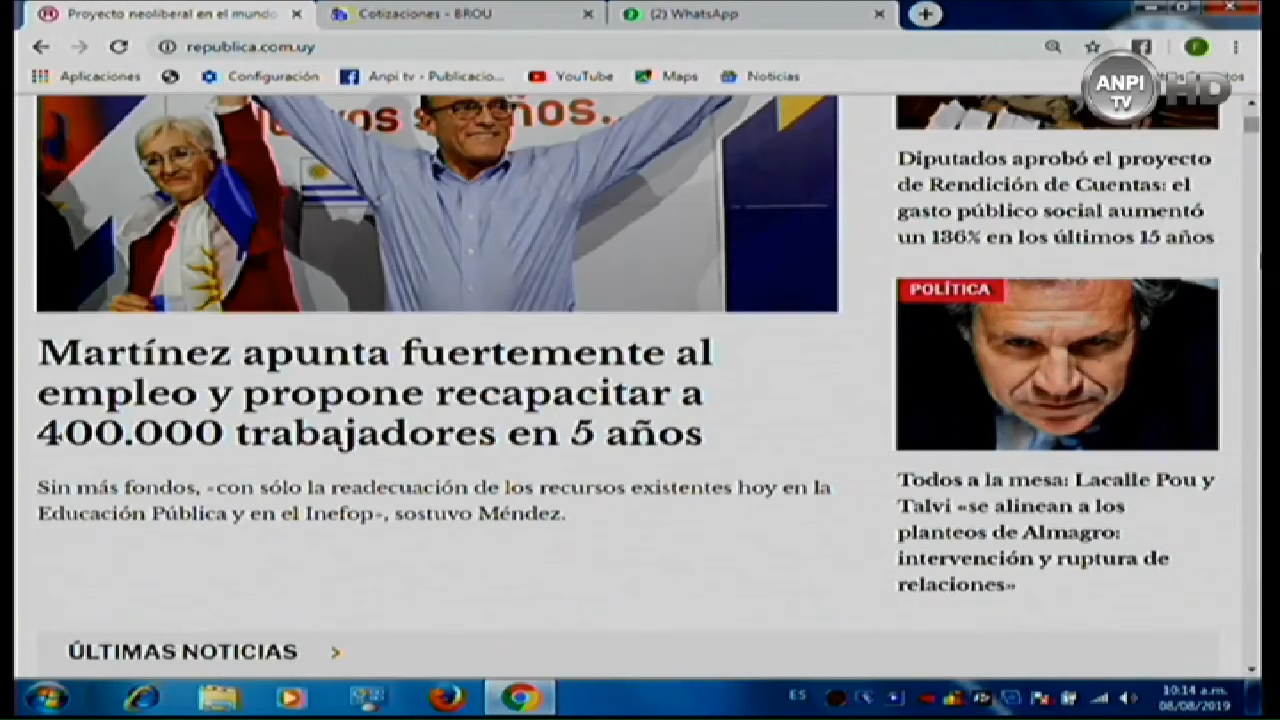 Proyecto neoliberal en el mundo
Cotizaciones - BROU
(2) WhatsApp
republica.com.uy
Aplicaciones
Configuración
Anpi tv - Publicacio...
YouTube
Maps
Noticias
ANPI
TV
HD
Diputados aprobó el proyecto
de Rendición de Cuentas: el
gasto público social aumentó
un 136% en los últimos 15 años
POLÍTICA
Martínez apunta fuertemente al
empleo y propone recapacitar a
400.000 trabajadores en 5 años
Sin más fondos, «con sólo la readecuación de los recursos existentes hoy en la
Educación Pública y en el Inefop», sostuvo Méndez.
Todos a la mesa: Lacalle Pou y
Talvi «se alinean a los
planteos de Almagro:
intervención y ruptura de
relaciones»
ÚLTIMAS NOTICIAS >
ES
10:14 a.m.
08/08/2019